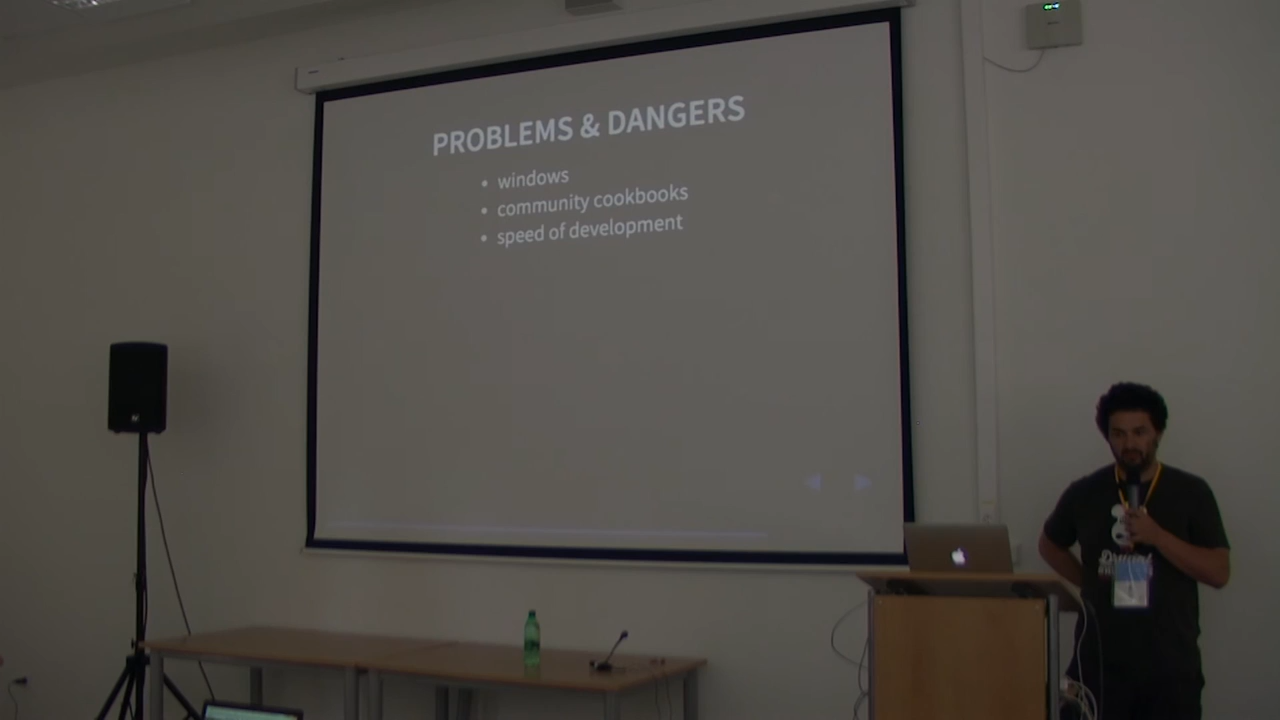 PROBLEMS & DANGERS
• windows
• community cookbooks
• speed of development